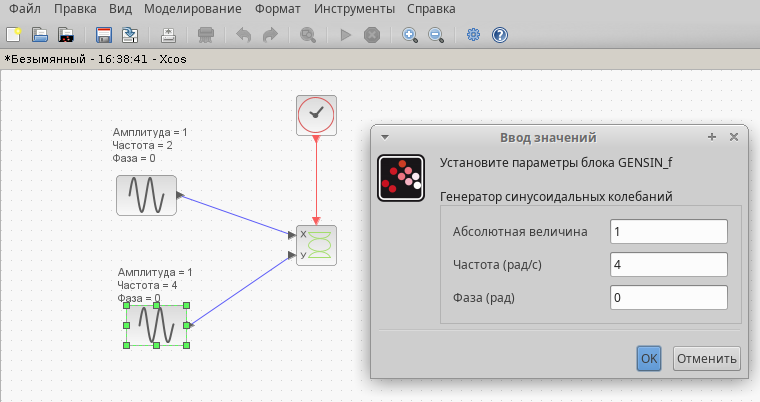 Файл Правка Вид Моделирование Формат Инструменты Справка
*Безымянный - 16:38:41 - Xcos
Амплитуда = 1
Частота = 2
Фаза = 0
X
У
Амплитуда = 1
Частота = 4
Фаза = 0
Ввод значений
Установите параметры блока GENSIN_f
Генератор синусоидальных колебаний
Абсолютная величина 1
Частота (рад/с) 4
Фаза (рад) 0
OK Отменить